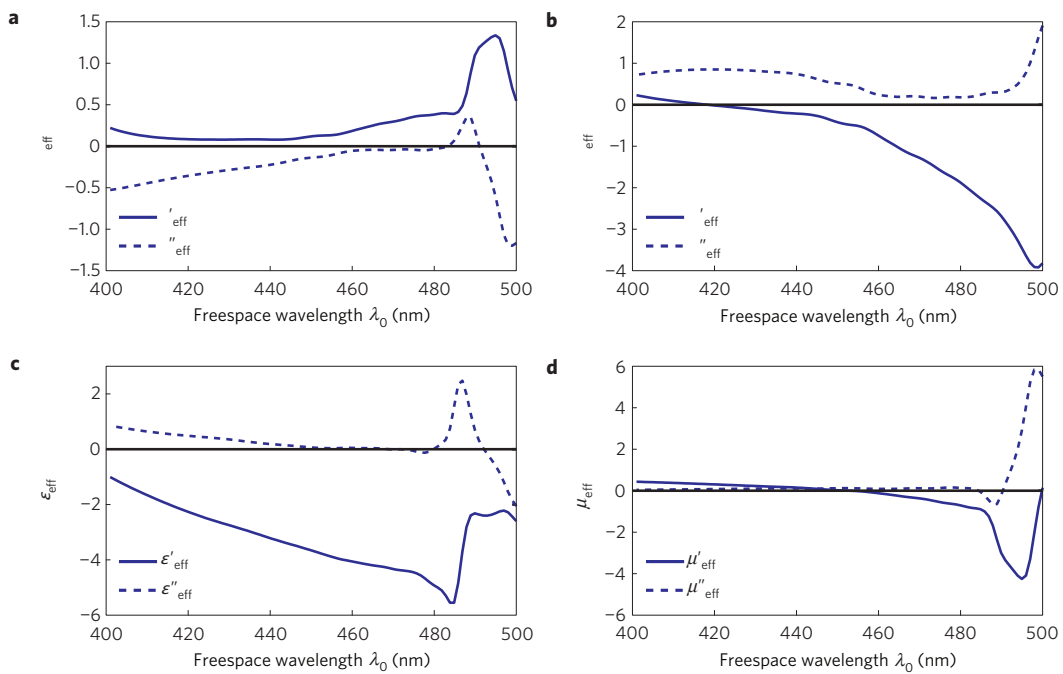 a
1.5
1.0
0.5
0
−0.5
−1.0
−1.5
eff
′eff
″eff
400 420 440 460 480 500
Freespace wavelength λ0 (nm)
b
2
1
0
−1
−2
−3
−4
eff
′eff
″eff
400 420 440 460 480 500
Freespace wavelength λ0 (nm)
c
2
0
−2
−4
−6
εeff
ε′eff
ε″eff
400 420 440 460 480 500
Freespace wavelength λ0 (nm)
d
6
4
2
0
−2
−4
−6
μeff
μ′eff
μ″eff
400 420 440 460 480 500
Freespace wavelength λ0 (nm)